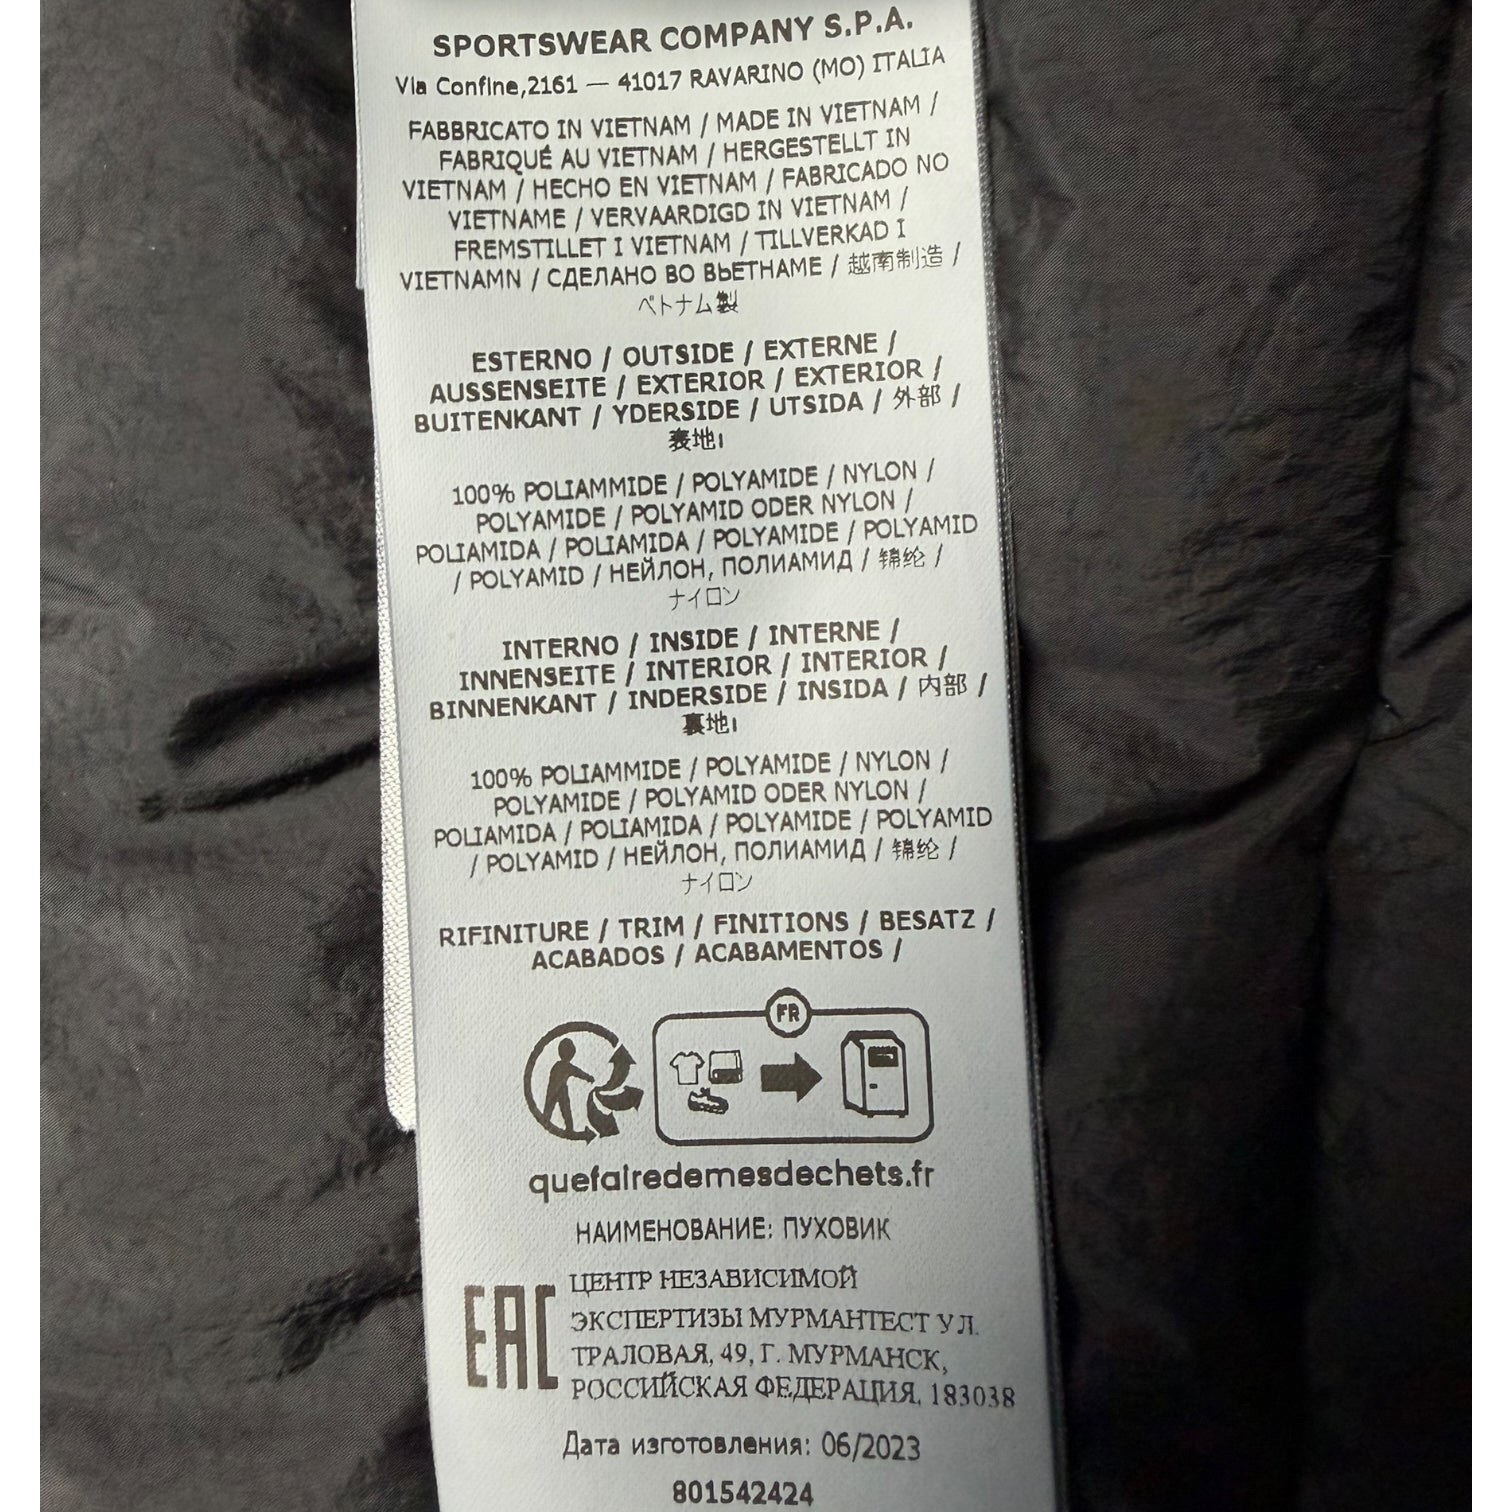 SPORTSWEAR COMPANY S.P.A.
Via Confine,2161 — 41017 RAVARINO (MO) ITALIA
FABBRICATO IN VIETNAM / MADE IN VIETNAM /
FABRIQUÉ AU VIETNAM / HERGESTELLT IN
VIETNAM / HECHO EN VIETNAM / FABRICADO NO
VIETNAME / VERVAARDIGD IN VIETNAM /
FREMSTILLET I VIETNAM / TILLVERKAD I
VIETNAMN / СДЕЛАНО ВО ВЬЕТНАМЕ / 越南制造 /
ベトナム製
ESTERNO / OUTSIDE / EXTERNE /
AUSSENSEITE / EXTERIOR / EXTERIOR /
BUITENKANT / YDERSIDE / UTSIDA / 外部 /
表地ı
100% POLIAMMIDE / POLYAMIDE / NYLON /
POLYAMIDE / POLYAMID ODER NYLON /
POLIAMIDA / POLIAMIDA / POLYAMIDE / POLYAMID
/ POLYAMID / НЕЙЛОН, ПОЛИАМИД / 锦纶 /
ナイロン
INTERNO / INSIDE / INTERNE /
INNENSEITE / INTERIOR / INTERIOR /
BINNENKANT / INDERSIDE / INSIDA / 内部 /
裏地ı
100% POLIAMMIDE / POLYAMIDE / NYLON /
POLYAMIDE / POLYAMID ODER NYLON /
POLIAMIDA / POLIAMIDA / POLYAMIDE / POLYAMID
/ POLYAMID / НЕЙЛОН, ПОЛИАМИД / 锦纶 /
ナイロン
RIFINITURE / TRIM / FINITIONS / BESATZ /
ACABADOS / ACABAMENTOS /
FR
quefairedemesdechets.fr
НАИМЕНОВАНИЕ: ПУХОВИК
EAC
ЦЕНТР НЕЗАВИСИМОЙ
ЭКСПЕРТИЗЫ МУРМАНТЕСТ УЛ.
ТРАЛОВАЯ, 49, Г. МУРМАНСК,
РОССИЙСКАЯ ФЕДЕРАЦИЯ, 183038
Дата изготовления: 06/2023
801542424